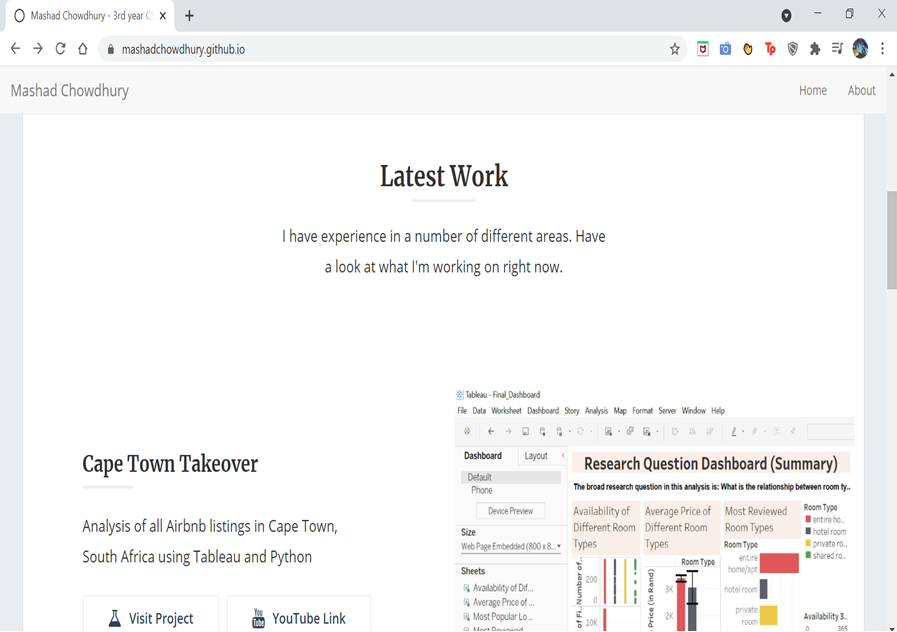 Mashad Chowdhury - 3rd year C
mashadchowdhury.github.io
Mashad Chowdhury
Home
About
Latest Work
I have experience in a number of different areas. Have
a look at what I'm working on right now.
Cape Town Takeover
Analysis of all Airbnb listings in Cape Town,
South Africa using Tableau and Python
Visit Project
YouTube Link
Tableau - Final_Dashboard
File Data Worksheet Dashboard Story Analysis Map Format Server Window Help
Dashboard
Layout
Default
Phone
Device Preview
Size
Web Page Embedded (800 x 8...
Sheets
Availability of Dif...
Average Price of ...
Most Popular Lo...
Most Reviewed
Research Question Dashboard (Summary)
The broad research question in this analysis is: What is the relationship between room ty..
Availability of
Different Room
Types
Number of..
200
0
of Fi..
10K
Average Price of
Different Room
Types
Room Type
Price (in Rand)
3K
2K
Most Reviewed
Room Types
Room Type
entire
home/apt
hotel room
private
room
Room Type
entire ho..
hotel room
private ro..
shared ro..
Availability 3..
0 365